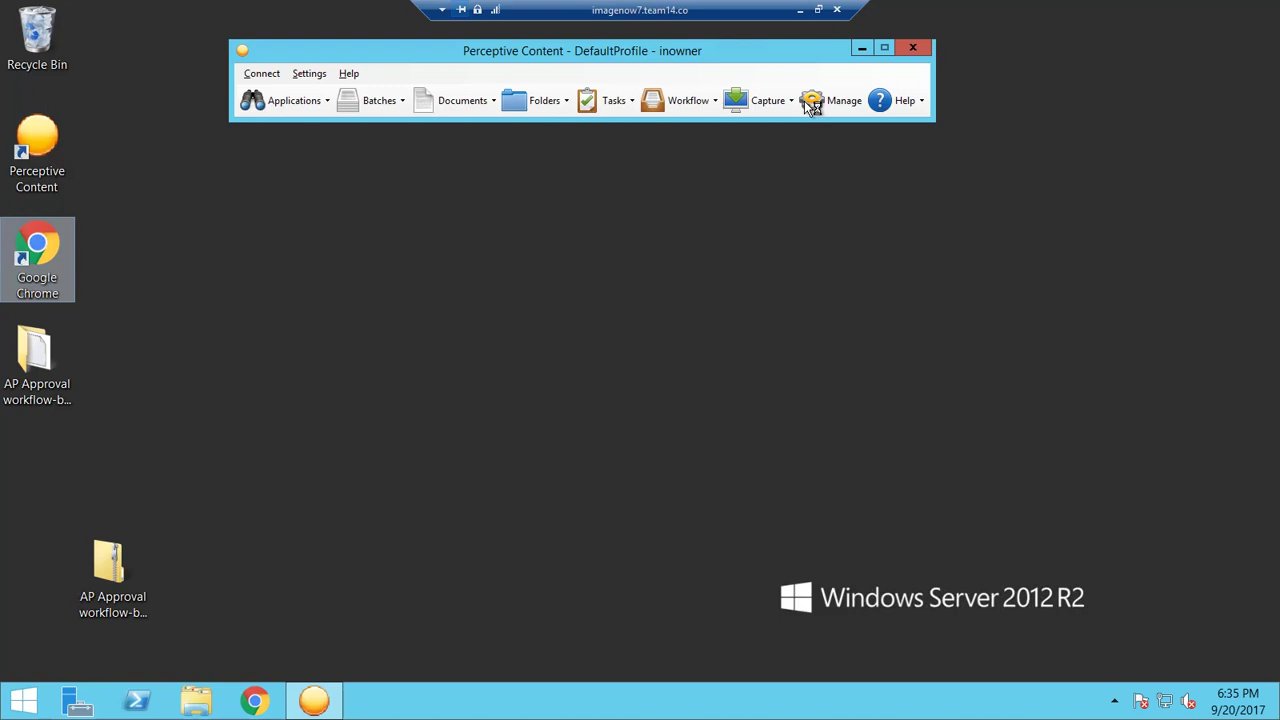 imagenow7.team14.co
Recycle Bin
Perceptive Content - DefaultProfile - inowner
Connect Settings Help
Applications Batches Documents Folders Tasks Workflow Capture Manage Help
Perceptive
Content
Google
Chrome
AP Approval
workflow-b...
AP Approval
workflow-b...
Windows Server 2012 R2
6:35 PM
9/20/2017